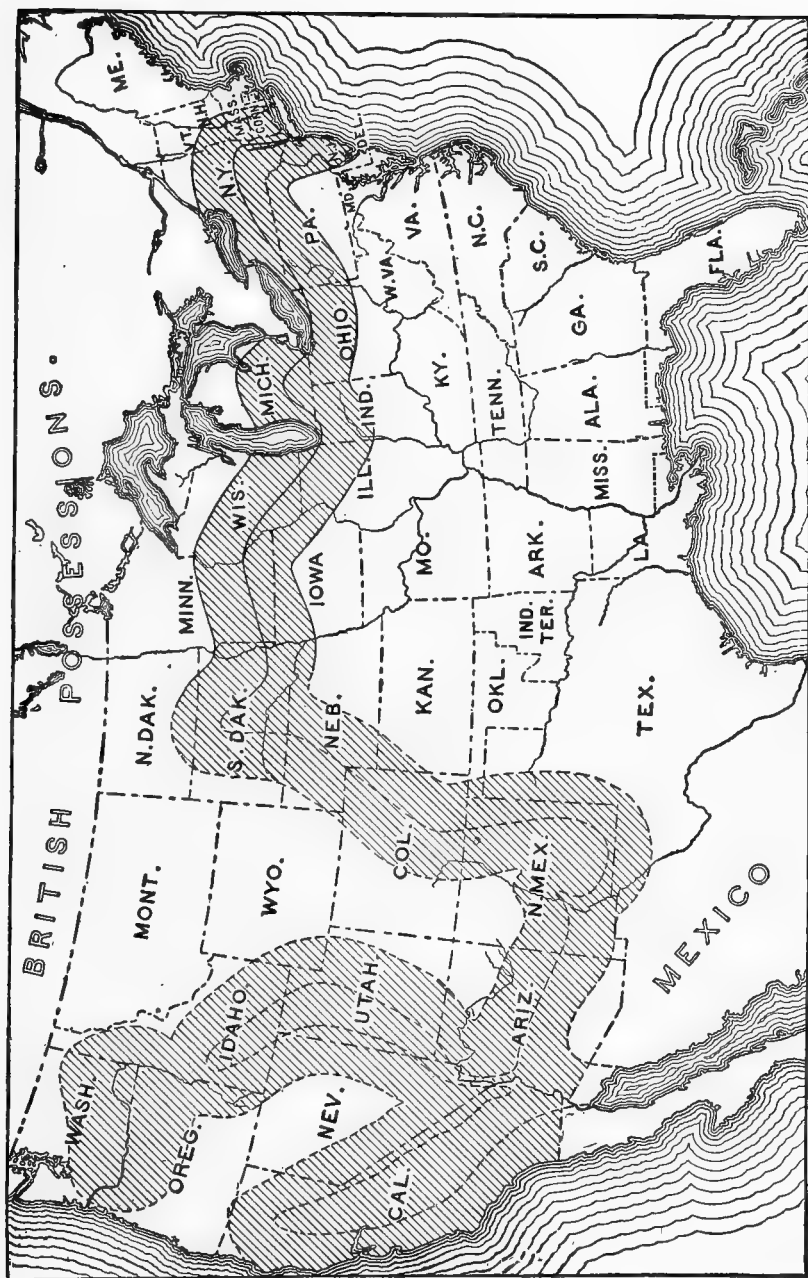 BRITISH POSSESSIONS.
WASH.
OREG.
CAL.
NEV.
IDAHO.
UTAH.
ARIZ.
MONT.
WYO.
COL.
N.MEX.
N.DAK.
S.DAK.
NEB.
KAN.
OKL.
IND.
TER.
TEX.
MINN.
IOWA
MO.
ARK.
LA.
WIS.
ILL.
MICH.
IND.
OHIO.
KY.
TENN.
MISS.
ALA.
GA.
FLA.
S.C.
N.C.
VA.
W.VA.
PA.
N.Y.
VT.
N.H.
MASS.
CONN.
ME.
DE.
MEXICO